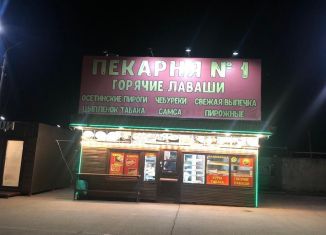 ПЕКАРНЯ № 1
ГОРЯЧИЕ ЛАВАШИ
ОСЕТИНСКИЕ ПИРОГИ ЧЕБУРЕКИ СВЕЖАЯ ВЫПЕЧКА
ЦЫПЛЕНОК ТАБАКА САМСА ПИРОЖНЫЕ